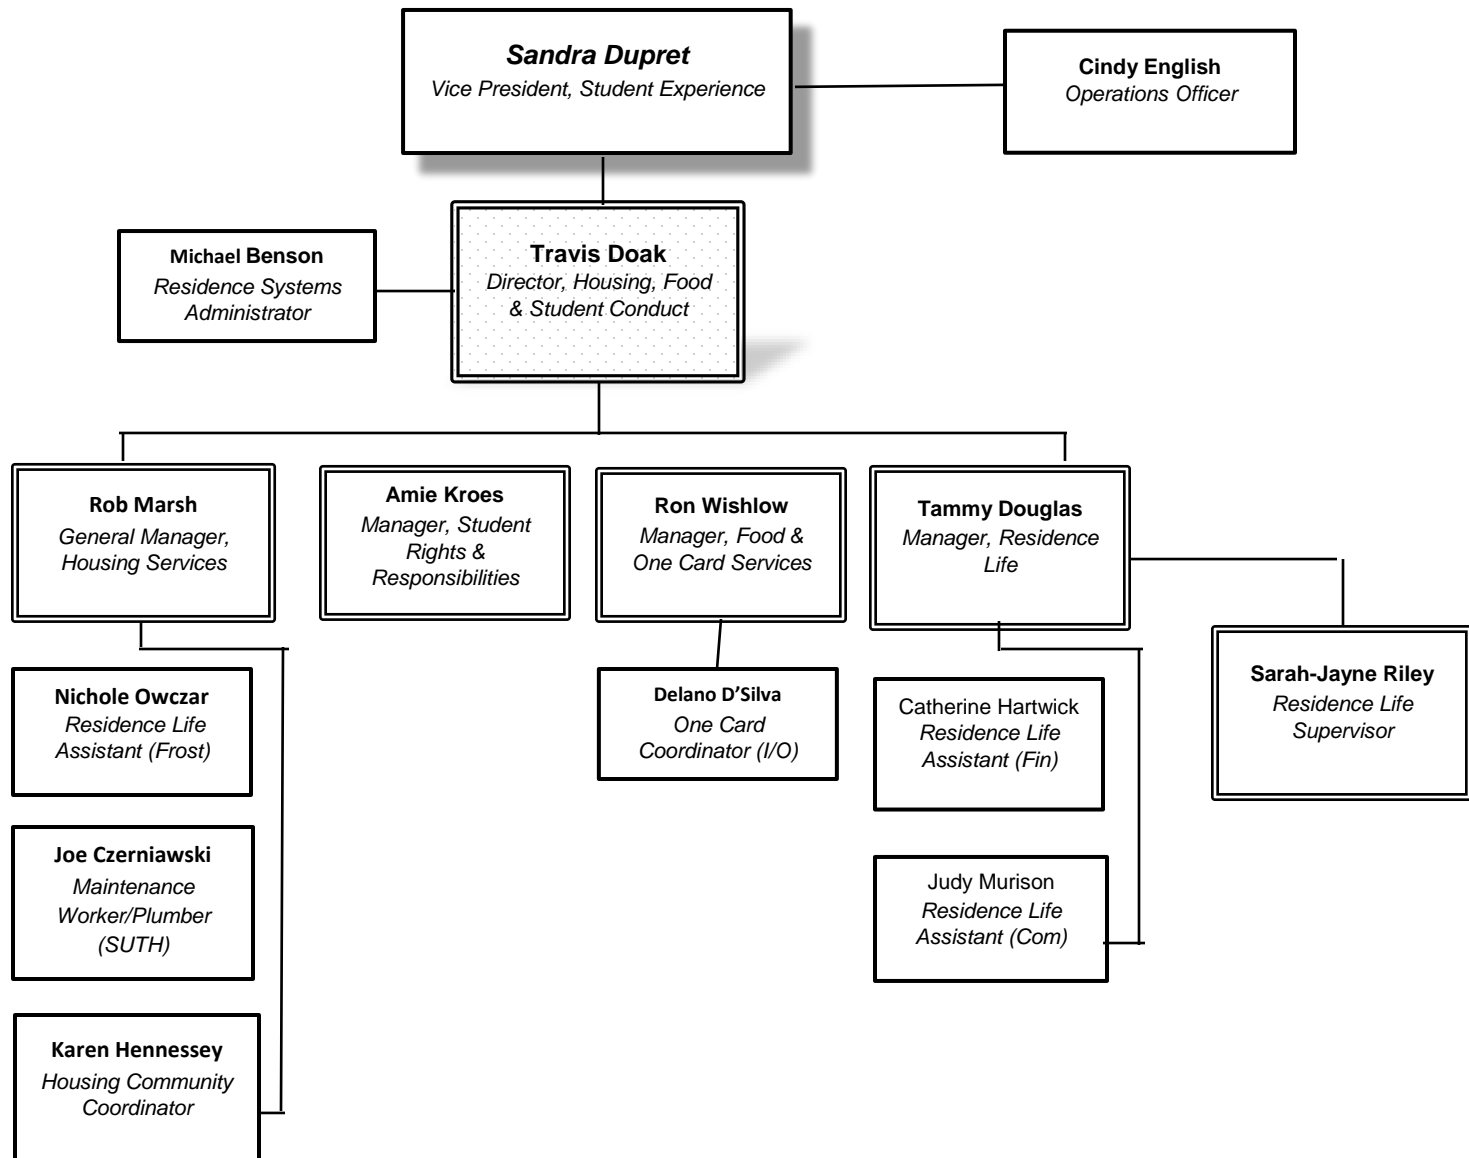 Sandra Dupret
Vice President, Student Experience
Cindy English
Operations Officer
Michael Benson
Residence Systems
Administrator
Travis Doak
Director, Housing, Food
& Student Conduct
Rob Marsh
General Manager,
Housing Services
Amie Kroes
Manager, Student
Rights &
Responsibilities
Ron Wishlow
Manager, Food &
One Card Services
Tammy Douglas
Manager, Residence
Life
Sarah-Jayne Riley
Residence Life
Supervisor
Nichole Owczar
Residence Life
Assistant (Frost)
Delano D’Silva
One Card
Coordinator (I/O)
Catherine Hartwick
Residence Life
Assistant (Fin)
Joe Czerniawski
Maintenance
Worker/Plumber
(SUTH)
Judy Murison
Residence Life
Assistant (Com)
Karen Hennessey
Housing Community
Coordinator